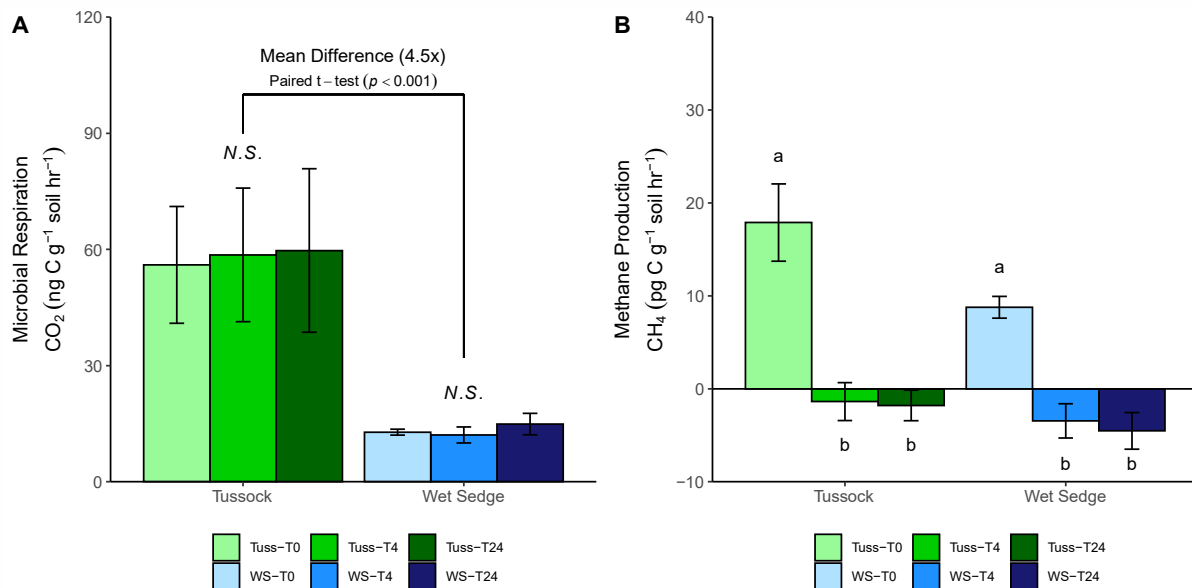 A
Microbial Respiration
CO₂ (ng C g⁻¹ soil hr⁻¹)
120
90
60
30
0
Mean Difference (4.5x)
Paired t−test (p < 0.001)
N.S.
N.S.
Tussock
Wet Sedge
Tuss−T0
Tuss−T4
Tuss−T24
WS−T0
WS−T4
WS−T24
B
Methane Production
CH₄ (pg C g⁻¹ soil hr⁻¹)
40
30
20
10
0
−10
a
b
b
a
b
b
Tussock
Wet Sedge
Tuss−T0
Tuss−T4
Tuss−T24
WS−T0
WS−T4
WS−T24